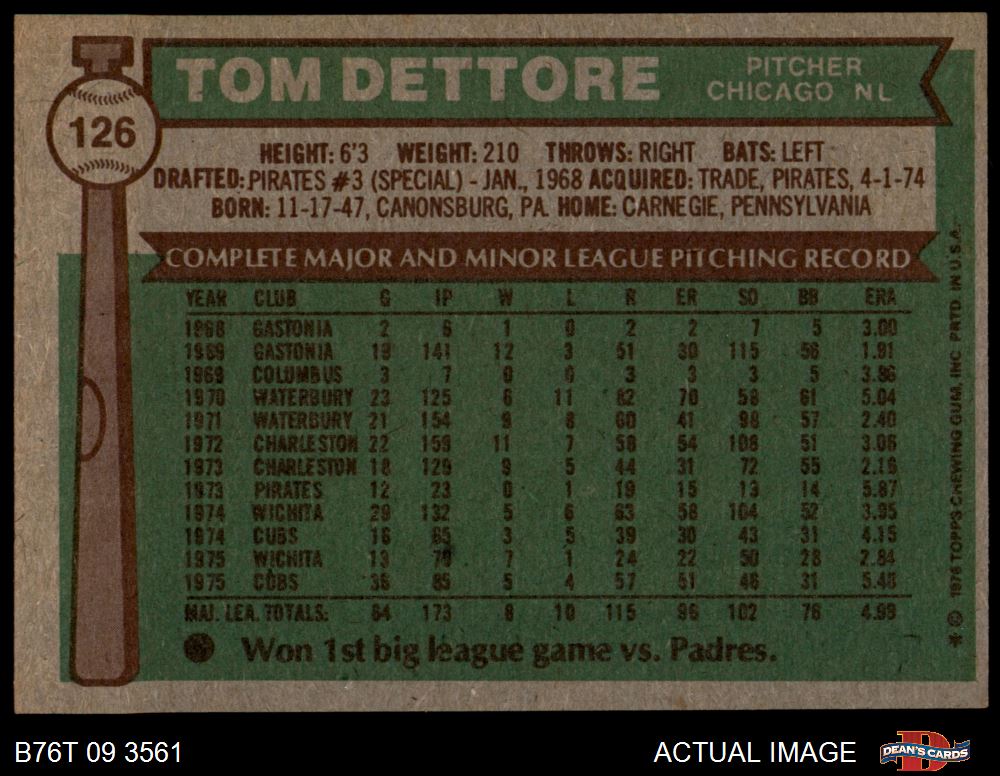 TOM DETTORE
PITCHER
CHICAGO NL
126
HEIGHT: 6'3 WEIGHT: 210 THROWS: RIGHT BATS: LEFT
DRAFTED: PIRATES #3 (SPECIAL) - JAN., 1968 ACQUIRED: TRADE, PIRATES, 4-1-74
BORN: 11-17-47, CANONSBURG, PA. HOME: CARNEGIE, PENNSYLVANIA
COMPLETE MAJOR AND MINOR LEAGUE PITCHING RECORD
YEAR CLUB G IP W L R ER SO BB ERA
1968 GASTONIA 2 6 1 0 2 2 7 5 3.00
1969 GASTONIA 19 141 12 3 51 30 115 56 1.91
1969 COLUMBUS 3 7 0 0 3 3 3 5 3.86
1970 WATERBURY 23 125 6 11 82 70 58 61 5.04
1971 WATERBURY 21 154 9 8 60 41 98 57 2.40
1972 CHARLESTON 22 159 11 7 58 54 108 51 3.06
1973 CHARLESTON 18 129 9 5 44 31 72 55 2.16
1973 PIRATES 12 23 0 1 19 15 13 14 5.87
1974 WICHITA 29 132 5 6 63 58 104 52 3.95
1974 CUBS 16 65 3 5 39 30 43 31 4.15
1975 WICHITA 13 70 7 1 24 22 50 28 2.84
1975 CUBS 36 85 5 4 57 51 46 31 5.40
MAJ. LEA. TOTALS: 64 173 8 10 115 96 102 76 4.99
Won 1st big league game vs. Padres.
✱ © 1976 TOPPS CHEWING GUM, INC. PRTD. IN U.S.A.
B76T 09 3561
ACTUAL IMAGE
D
DEAN'S CARDS